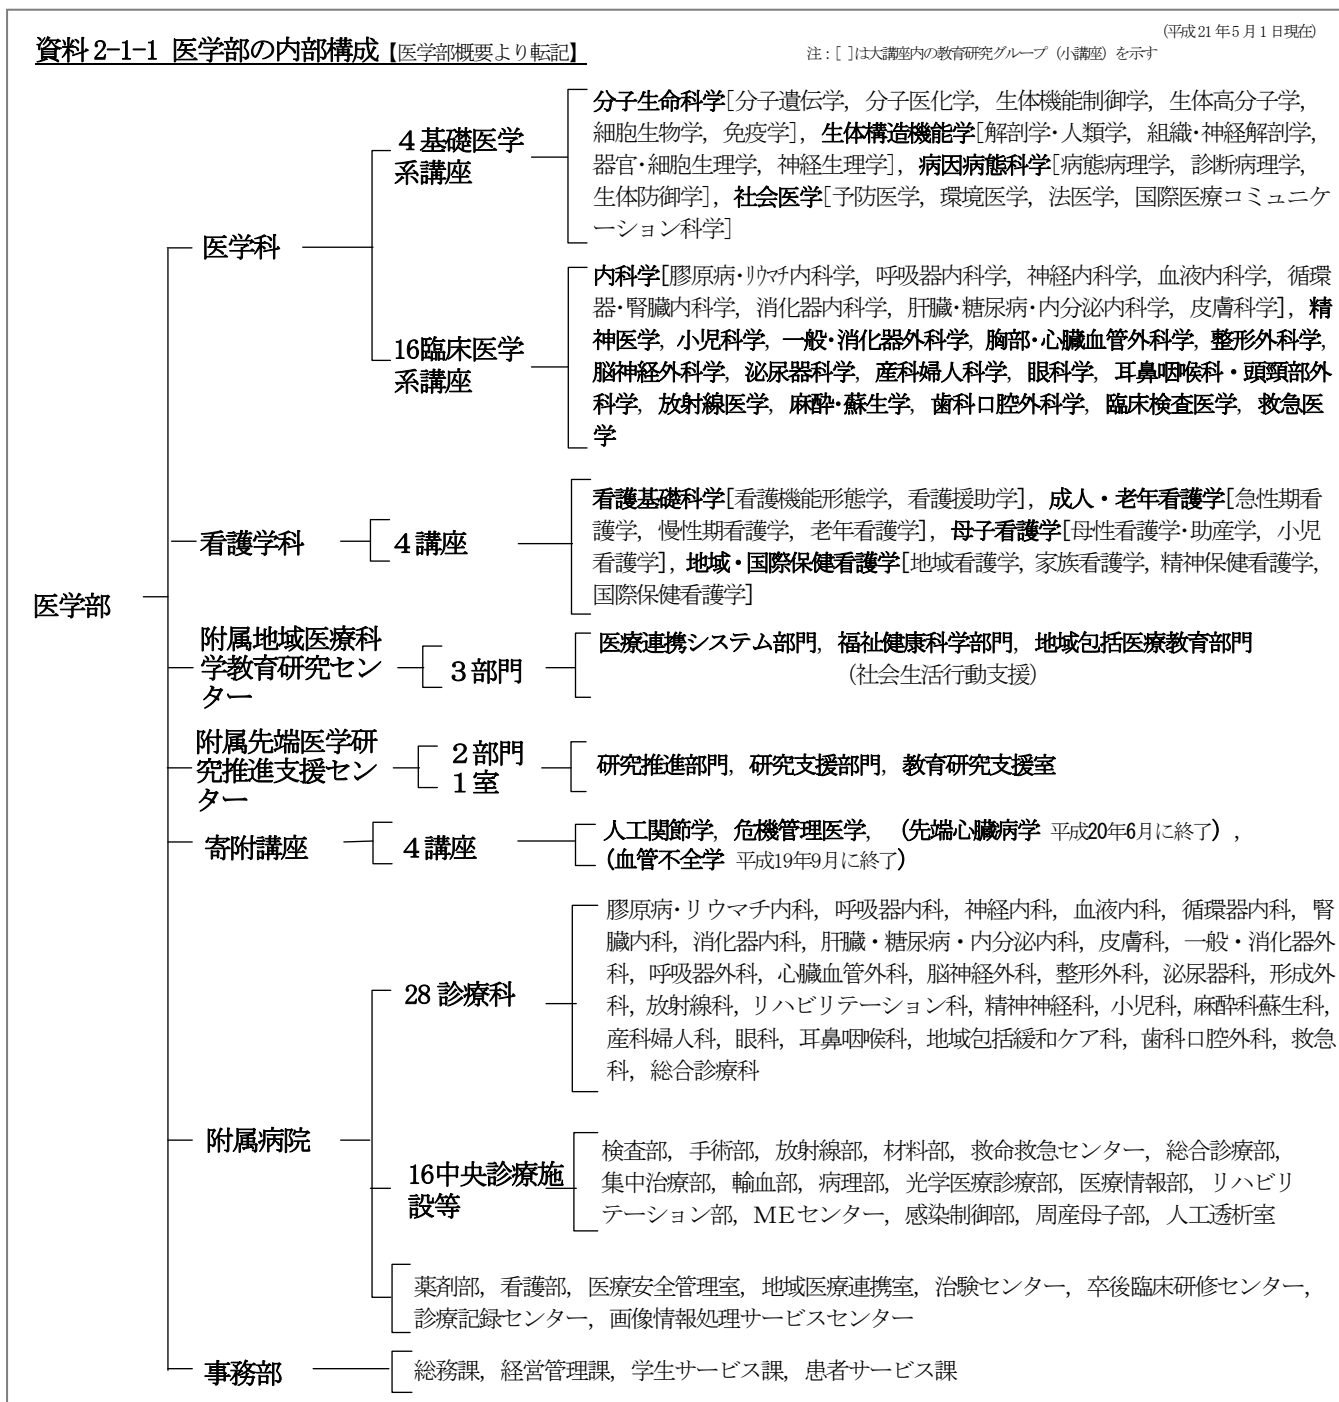 (平成21年5月1日現在)
資料2-1-1 医学部の内部構成【医学部概要より転記】
注：[ ]は大講座内の教育研究グループ（小講座）を示す
医学部
医学科
4基礎医学
系講座
分子生命科学[分子遺伝学, 分子医化学, 生体機能制御学, 生体高分子学,
細胞生物学, 免疫学], 生体構造機能学[解剖学･人類学, 組織･神経解剖学,
器官･細胞生理学, 神経生理学], 病因病態科学[病態病理学, 診断病理学,
生体防御学], 社会医学[予防医学, 環境医学, 法医学, 国際医療コミュニケ
ーション科学]
16臨床医学
系講座
内科学[膠原病･リウマチ内科学, 呼吸器内科学, 神経内科学, 血液内科学, 循環
器･腎臓内科学, 消化器内科学, 肝臓･糖尿病･内分泌内科学, 皮膚科学], 精
神医学, 小児科学, 一般･消化器外科学, 胸部･心臓血管外科学, 整形外科学,
脳神経外科学, 泌尿器科学, 産科婦人科学, 眼科学, 耳鼻咽喉科・頭頸部外
科学, 放射線医学, 麻酔･蘇生学, 歯科口腔外科学, 臨床検査医学, 救急医
学
看護学科
4講座
看護基礎科学[看護機能形態学, 看護援助学], 成人・老年看護学[急性期看
護学, 慢性期看護学, 老年看護学], 母子看護学[母性看護学･助産学, 小児
看護学], 地域・国際保健看護学[地域看護学, 家族看護学, 精神保健看護学,
国際保健看護学]
附属地域医療科
学教育研究セン
ター
3部門
医療連携システム部門, 福祉健康科学部門, 地域包括医療教育部門
(社会生活行動支援)
附属先端医学研
究推進支援セン
ター
2部門
1室
研究推進部門, 研究支援部門, 教育研究支援室
寄附講座
4講座
人工関節学, 危機管理医学, (先端心臓病学 平成20年6月に終了),
(血管不全学 平成19年9月に終了)
附属病院
28 診療科
膠原病･リウマチ内科, 呼吸器内科, 神経内科, 血液内科, 循環器内科, 腎
臓内科, 消化器内科, 肝臓・糖尿病・内分泌内科, 皮膚科, 一般・消化器外
科, 呼吸器外科, 心臓血管外科, 脳神経外科, 整形外科, 泌尿器科, 形成外
科, 放射線科, リハビリテーション科, 精神神経科, 小児科, 麻酔科蘇生科,
産科婦人科, 眼科, 耳鼻咽喉科, 地域包括緩和ケア科, 歯科口腔外科, 救急
科, 総合診療科
16中央診療施
設等
検査部, 手術部, 放射線部, 材料部, 救命救急センター, 総合診療部,
集中治療部, 輸血部, 病理部, 光学医療診療部, 医療情報部, リハビリ
テーション部, ＭＥセンター, 感染制御部, 周産母子部, 人工透析室
薬剤部, 看護部, 医療安全管理室, 地域医療連携室, 治験センター, 卒後臨床研修センター,
診療記録センター, 画像情報処理サービスセンター
事務部
総務課, 経営管理課, 学生サービス課, 患者サービス課